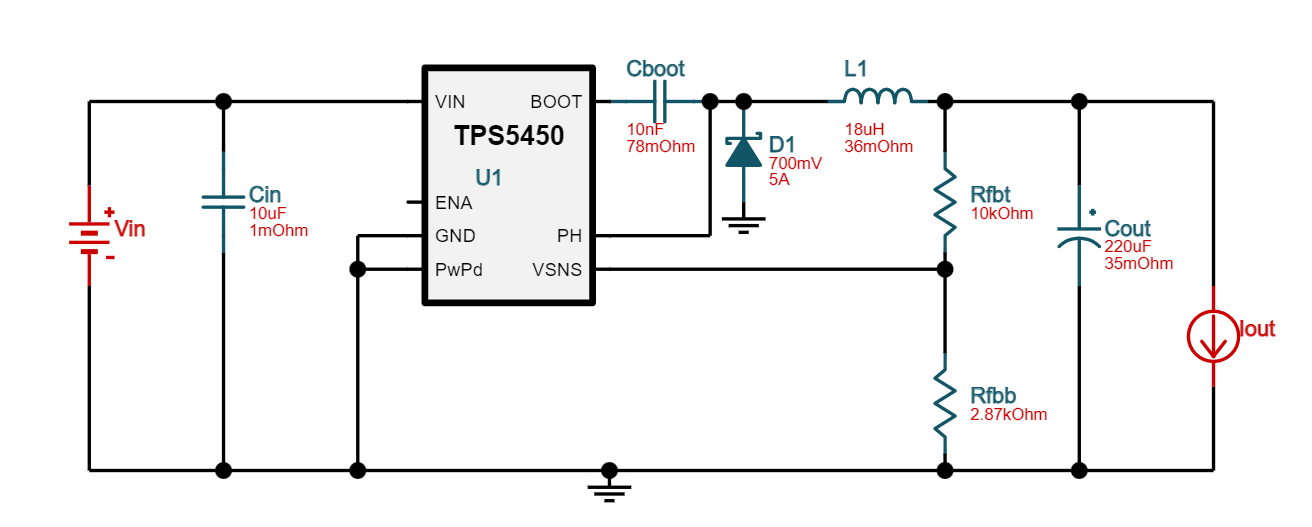 Cboot
10nF
78mOhm
L1
18uH
36mOhm
VIN
BOOT
TPS5450
U1
ENA
GND
PH
PwPd
VSNS
D1
700mV
5A
Cin
10uF
1mOhm
+
Vin
-
Rfbt
10kOhm
Cout
220uF
35mOhm
Iout
Rfbb
2.87kOhm